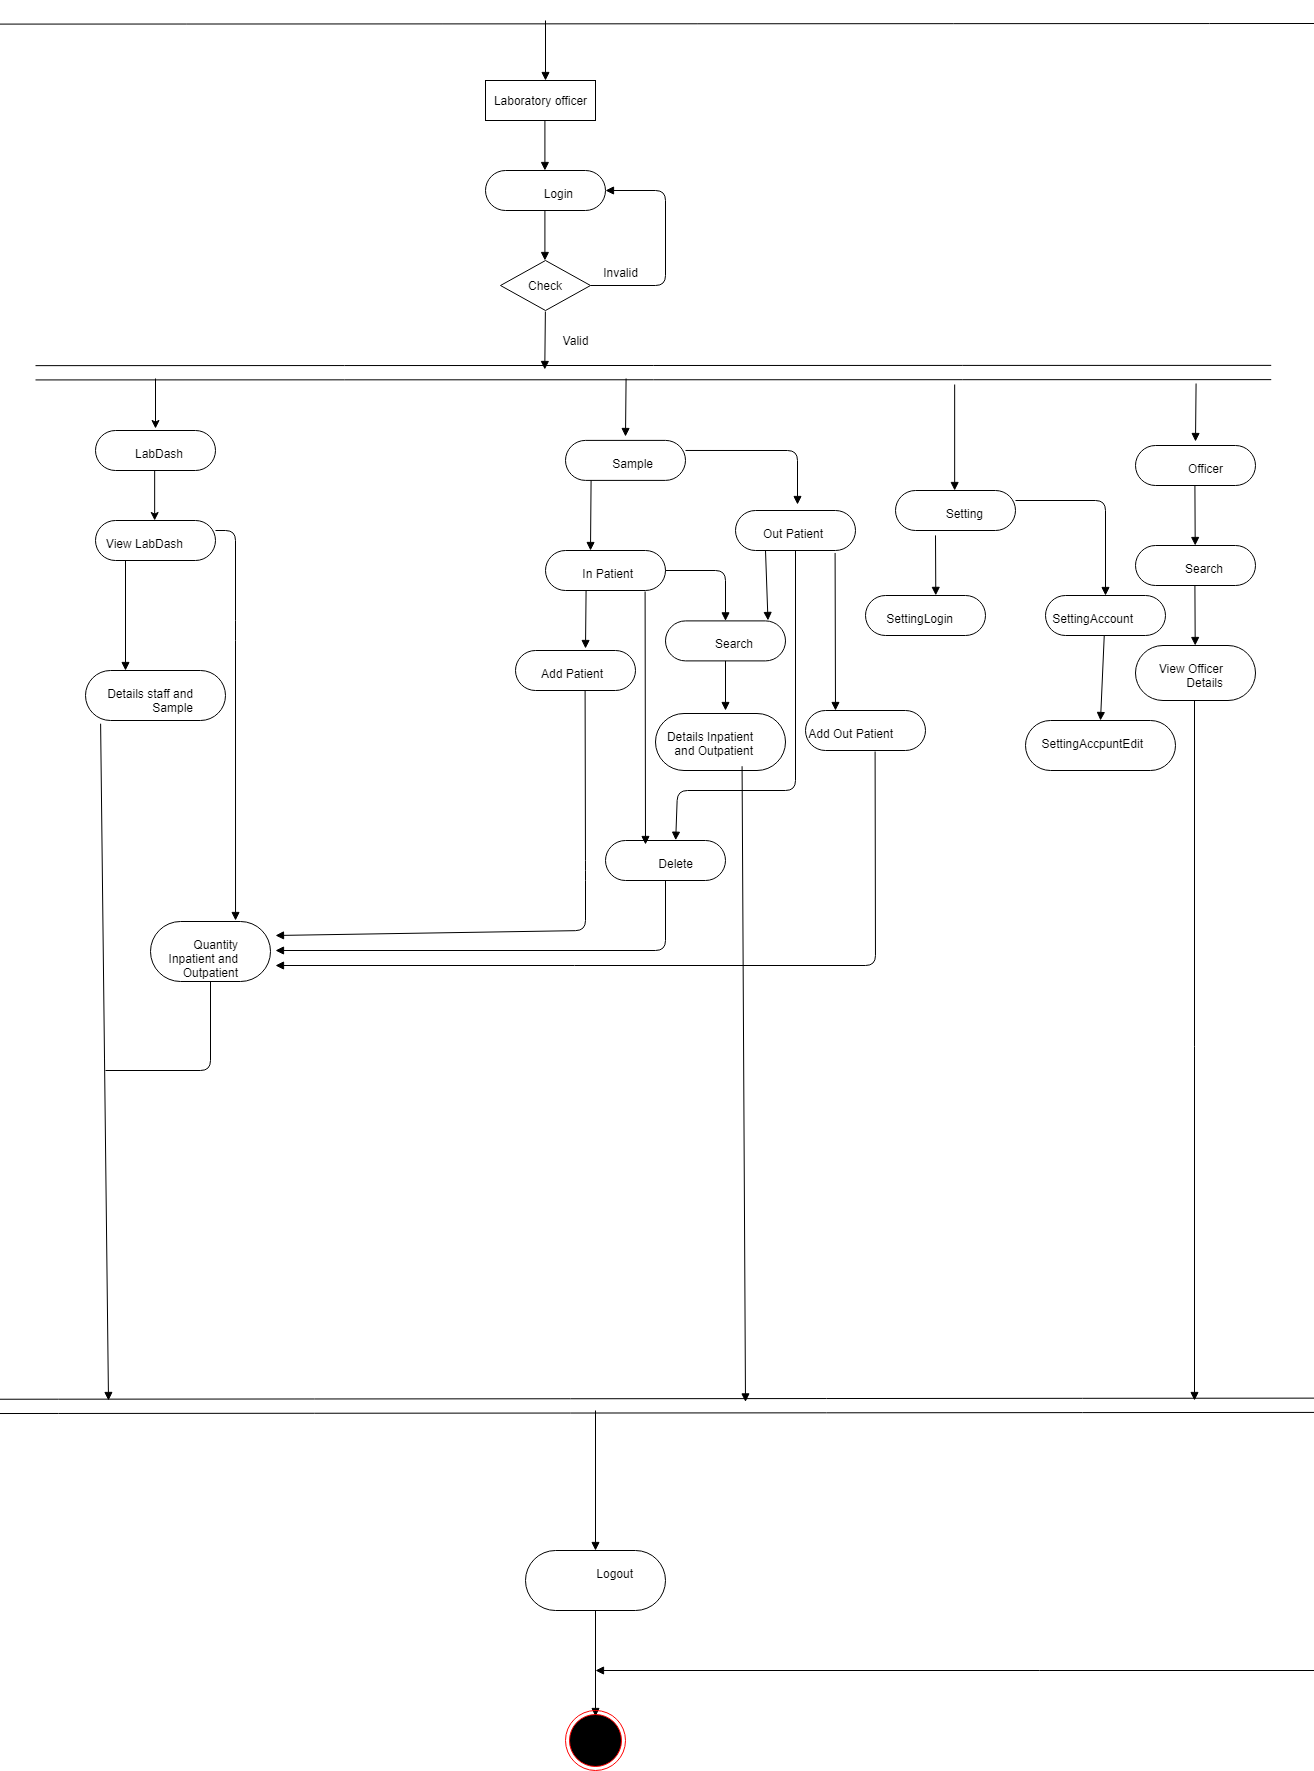 Laboratory officer
Login
Invalid
Check
Valid
LabDash
Sample
Officer
Setting
Out Patient
View LabDash
In Patient
Search
SettingLogin
SettingAccount
Search
Add Patient
View Officer
Details
Details staff and
Sample
Details Inpatient
and Outpatient
Add Out Patient
SettingAccpuntEdit
Delete
Quantity
Inpatient and
Outpatient
Logout